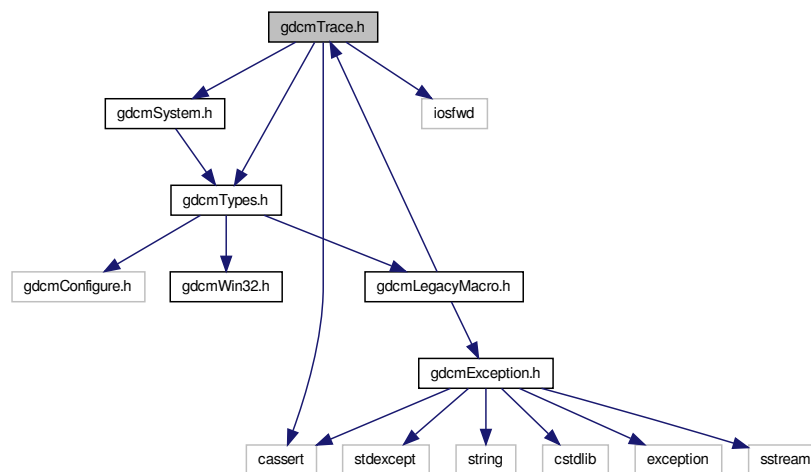 gdcmTrace.h
gdcmSystem.h
iosfwd
gdcmTypes.h
gdcmConfigure.h
gdcmWin32.h
gdcmLegacyMacro.h
gdcmException.h
cassert
stdexcept
string
cstdlib
exception
sstream